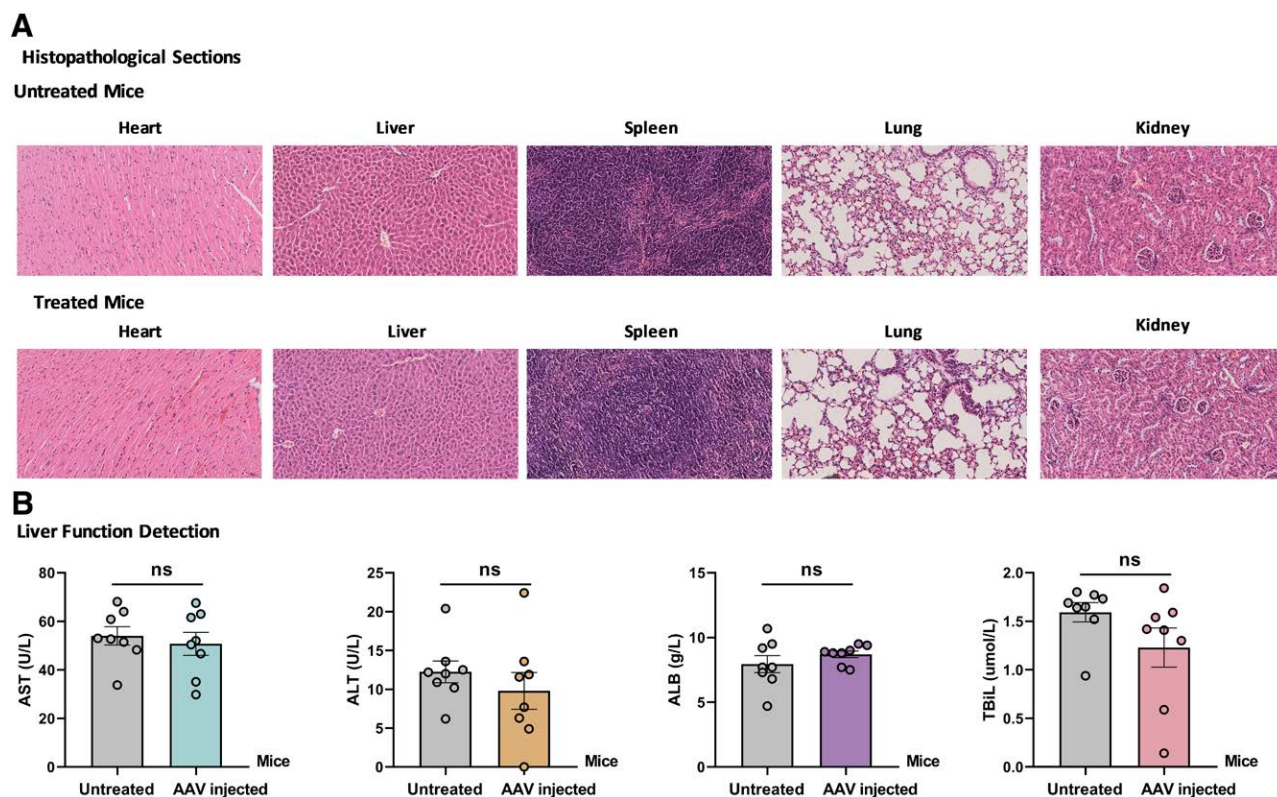 A
Histopathological Sections
Untreated Mice
Heart Liver Spleen Lung Kidney
Treated Mice
Heart Liver Spleen Lung Kidney
B
Liver Function Detection
AST (U/L)
80
60
40
20
0
ns
Untreated AAV injected
Mice
ALT (U/L)
25
20
15
10
5
0
ns
Untreated AAV injected
Mice
ALB (g/L)
15
10
5
0
ns
Untreated AAV injected
Mice
TBiL (umol/L)
2.0
1.5
1.0
0.5
0.0
ns
Untreated AAV injected
Mice